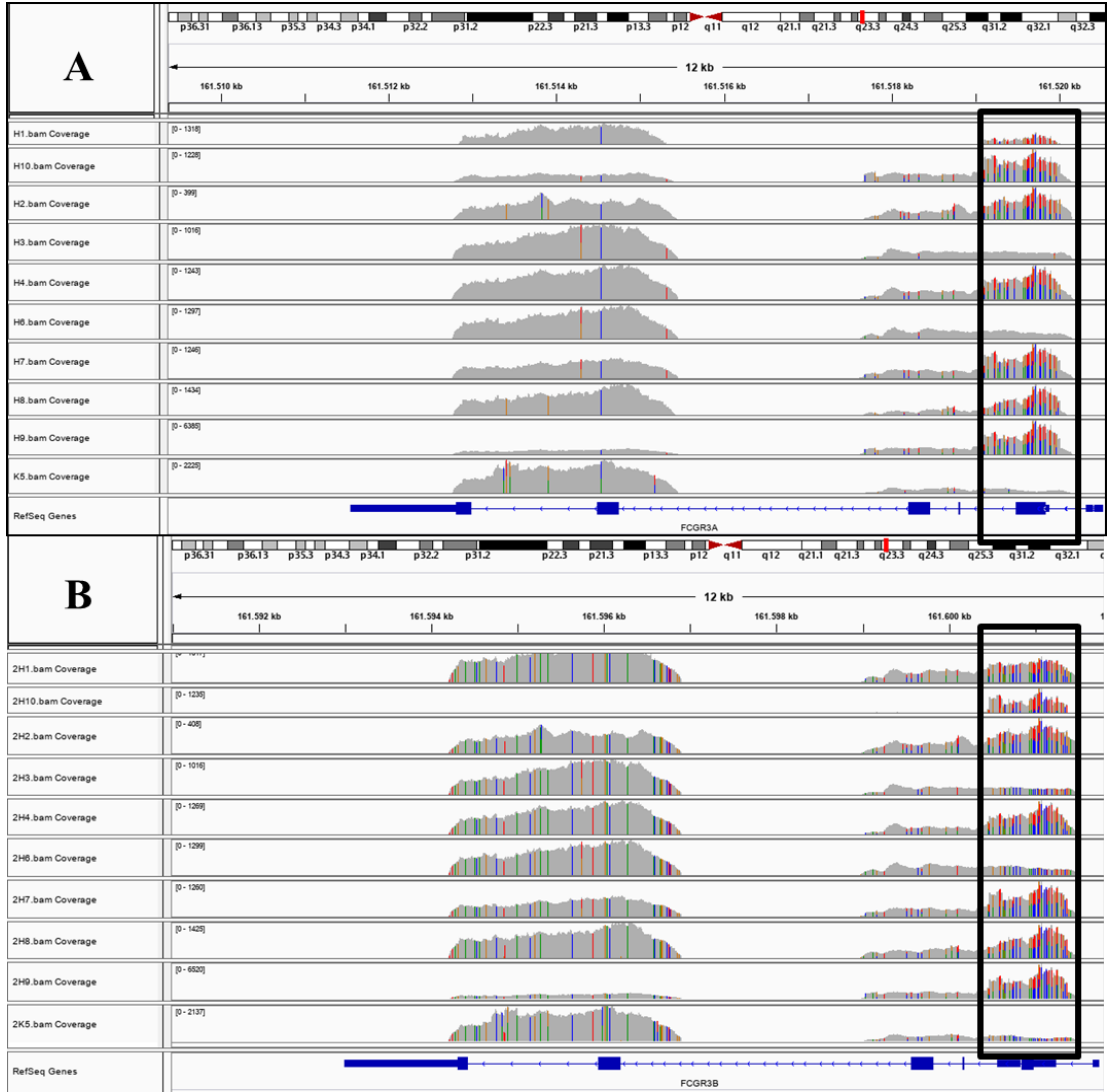 A
p36.31 p36.13 p35.3 p34.3 p34.1 p32.2 p31.2 p22.3 p21.3 p13.3 p12 q11 q12 q21.1 q21.3 q23.3 q24.3 q25.3 q31.2 q32.1 q32.3
12 kb
161.510 kb 161.512 kb 161.514 kb 161.516 kb 161.518 kb 161.520 kb
H1.bam Coverage [0 - 1318]
H10.bam Coverage [0 - 1228]
H2.bam Coverage [0 - 399]
H3.bam Coverage [0 - 1016]
H4.bam Coverage [0 - 1243]
H6.bam Coverage [0 - 1297]
H7.bam Coverage [0 - 1246]
H8.bam Coverage [0 - 1434]
H9.bam Coverage [0 - 6385]
K5.bam Coverage [0 - 2225]
RefSeq Genes
FCGR3A
B
p36.31 p36.13 p35.3 p34.3 p34.1 p32.2 p31.2 p22.3 p21.3 p13.3 p12 q11 q12 q21.1 q21.3 q23.3 q24.3 q25.3 q31.2 q32.1
12 kb
161.592 kb 161.594 kb 161.596 kb 161.598 kb 161.600 kb
2H1.bam Coverage
2H10.bam Coverage [0 - 1235]
2H2.bam Coverage [0 - 408]
2H3.bam Coverage [0 - 1016]
2H4.bam Coverage [0 - 1269]
2H6.bam Coverage [0 - 1299]
2H7.bam Coverage [0 - 1260]
2H8.bam Coverage [0 - 1425]
2H9.bam Coverage [0 - 6520]
2K5.bam Coverage [0 - 2137]
RefSeq Genes
FCGR3B